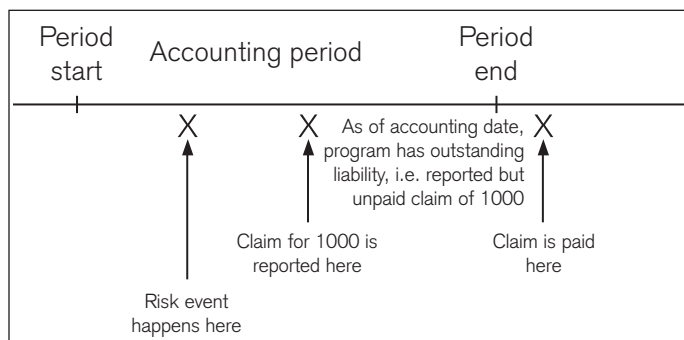 Period
start
Accounting period
Period
end
X
X
As of accounting date,
program has outstanding
liability, i.e. reported but
unpaid claim of 1000
X
Claim for 1000 is
reported here
Claim is paid
here
Risk event
happens here